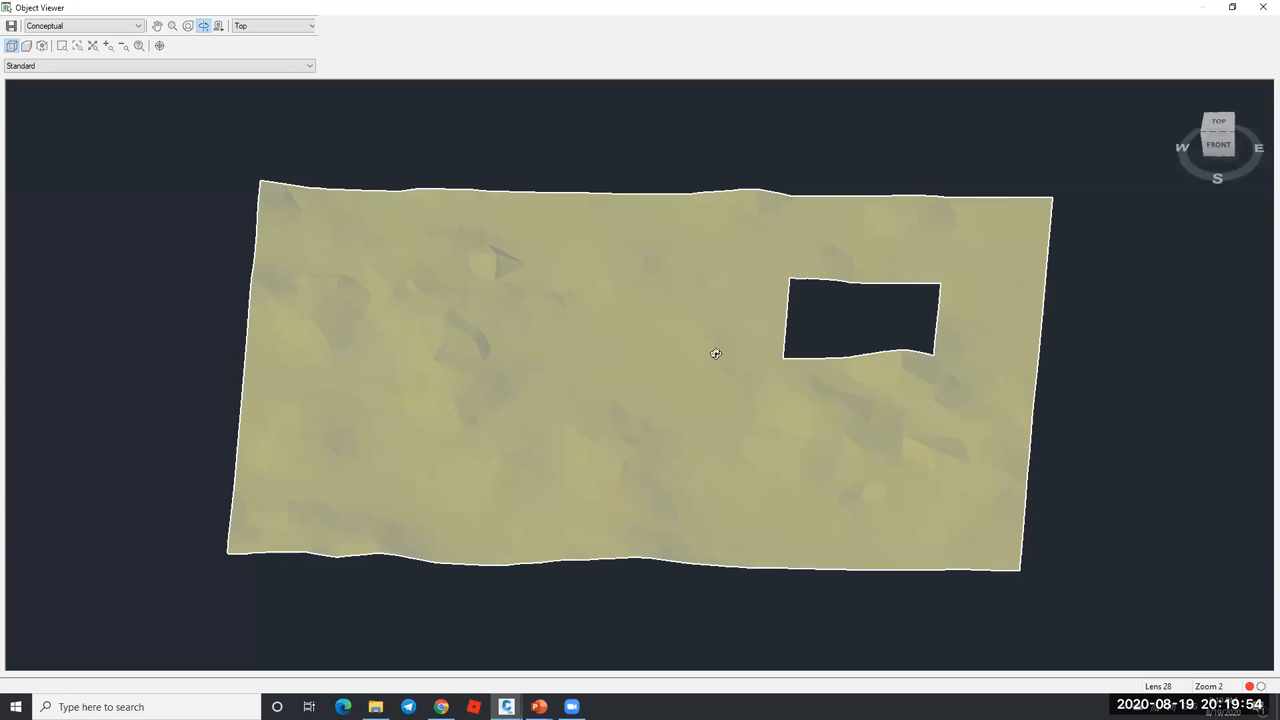 Object Viewer
Conceptual
Top
Standard
TOP
W
FRONT
E
S
Lens 28
Zoom 2
Type here to search
2020-08-19 20:19:54